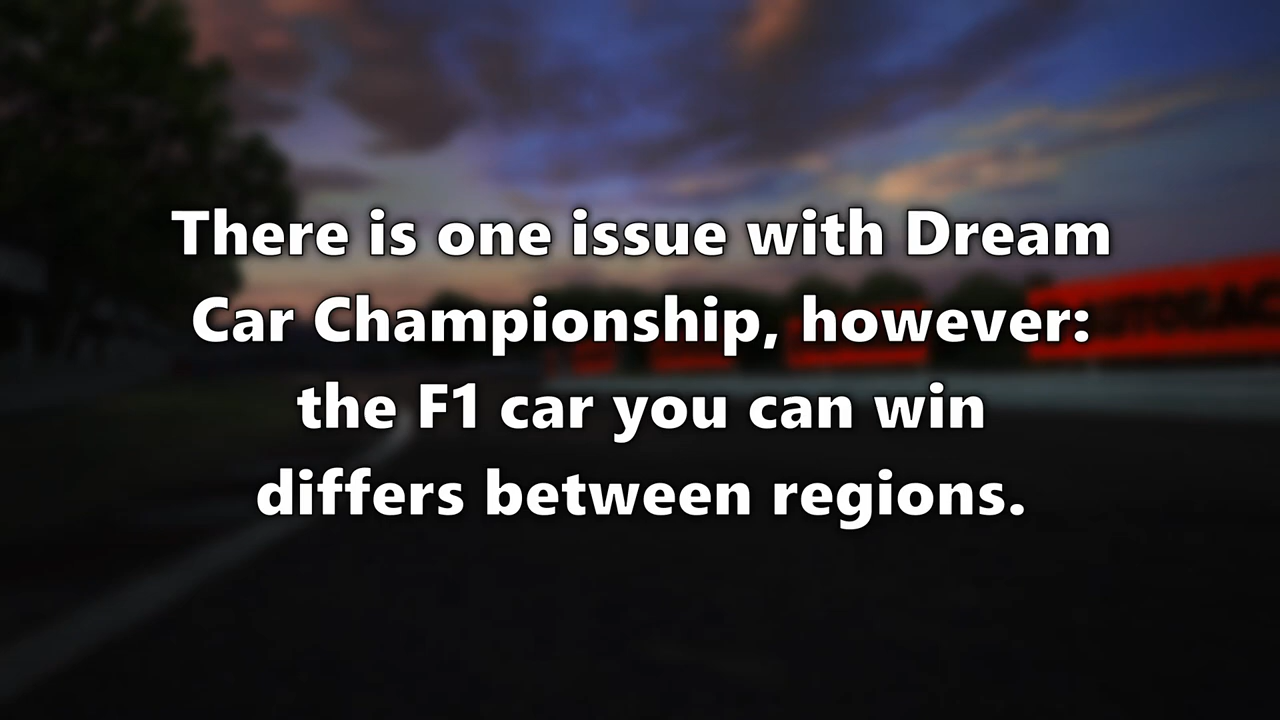 There is one issue with Dream
Car Championship, however:
the F1 car you can win
differs between regions.